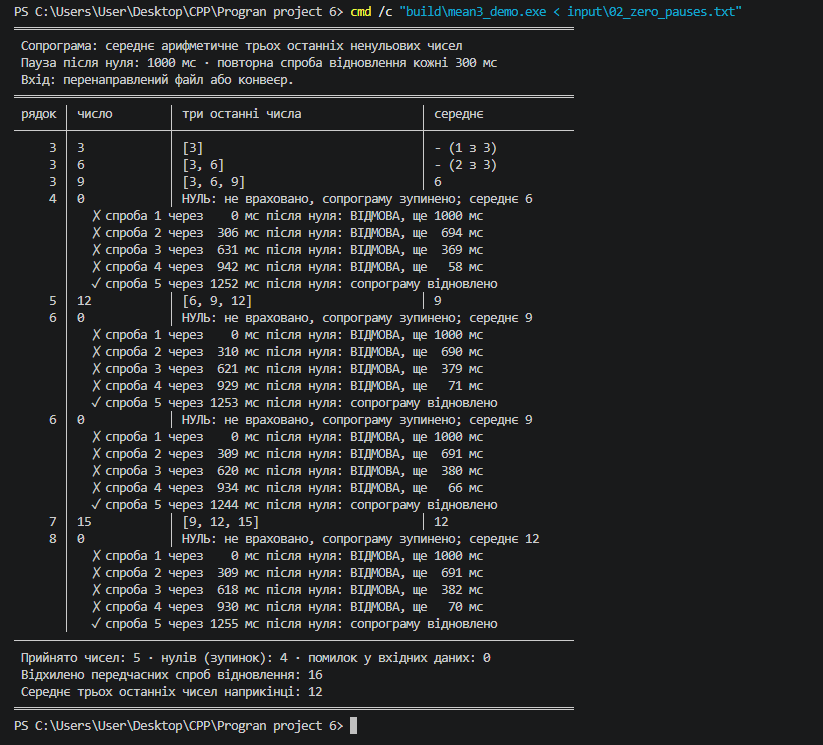 PS C:\Users\User\Desktop\CPP\Progran project 6> cmd /c "build\mean3_demo.exe < input\02_zero_pauses.txt"
Сопрограма: середнє арифметичне трьох останніх ненульових чисел
Пауза після нуля: 1000 мс · повторна спроба відновлення кожні 300 мс
Вхід: перенаправлений файл або конвеєр.
рядок │ число │ три останні числа │ середнє
3 │ 3 │ [3] │ - (1 з 3)
3 │ 6 │ [3, 6] │ - (2 з 3)
3 │ 9 │ [3, 6, 9] │ 6
4 │ 0 │ НУЛЬ: не враховано, сопрограму зупинено; середнє 6
│ ✗ спроба 1 через 0 мс після нуля: ВІДМОВА, ще 1000 мс
│ ✗ спроба 2 через 306 мс після нуля: ВІДМОВА, ще 694 мс
│ ✗ спроба 3 через 631 мс після нуля: ВІДМОВА, ще 369 мс
│ ✗ спроба 4 через 942 мс після нуля: ВІДМОВА, ще 58 мс
│ ✓ спроба 5 через 1252 мс після нуля: сопрограму відновлено
5 │ 12 │ [6, 9, 12] │ 9
6 │ 0 │ НУЛЬ: не враховано, сопрограму зупинено; середнє 9
│ ✗ спроба 1 через 0 мс після нуля: ВІДМОВА, ще 1000 мс
│ ✗ спроба 2 через 310 мс після нуля: ВІДМОВА, ще 690 мс
│ ✗ спроба 3 через 621 мс після нуля: ВІДМОВА, ще 379 мс
│ ✗ спроба 4 через 929 мс після нуля: ВІДМОВА, ще 71 мс
│ ✓ спроба 5 через 1253 мс після нуля: сопрограму відновлено
6 │ 0 │ НУЛЬ: не враховано, сопрограму зупинено; середнє 9
│ ✗ спроба 1 через 0 мс після нуля: ВІДМОВА, ще 1000 мс
│ ✗ спроба 2 через 309 мс після нуля: ВІДМОВА, ще 691 мс
│ ✗ спроба 3 через 620 мс після нуля: ВІДМОВА, ще 380 мс
│ ✗ спроба 4 через 934 мс після нуля: ВІДМОВА, ще 66 мс
│ ✓ спроба 5 через 1244 мс після нуля: сопрограму відновлено
7 │ 15 │ [9, 12, 15] │ 12
8 │ 0 │ НУЛЬ: не враховано, сопрограму зупинено; середнє 12
│ ✗ спроба 1 через 0 мс після нуля: ВІДМОВА, ще 1000 мс
│ ✗ спроба 2 через 309 мс після нуля: ВІДМОВА, ще 691 мс
│ ✗ спроба 3 через 618 мс після нуля: ВІДМОВА, ще 382 мс
│ ✗ спроба 4 через 930 мс після нуля: ВІДМОВА, ще 70 мс
│ ✓ спроба 5 через 1255 мс після нуля: сопрограму відновлено
Прийнято чисел: 5 · нулів (зупинок): 4 · помилок у вхідних даних: 0
Відхилено передчасних спроб відновлення: 16
Середнє трьох останніх чисел наприкінці: 12
PS C:\Users\User\Desktop\CPP\Progran project 6>